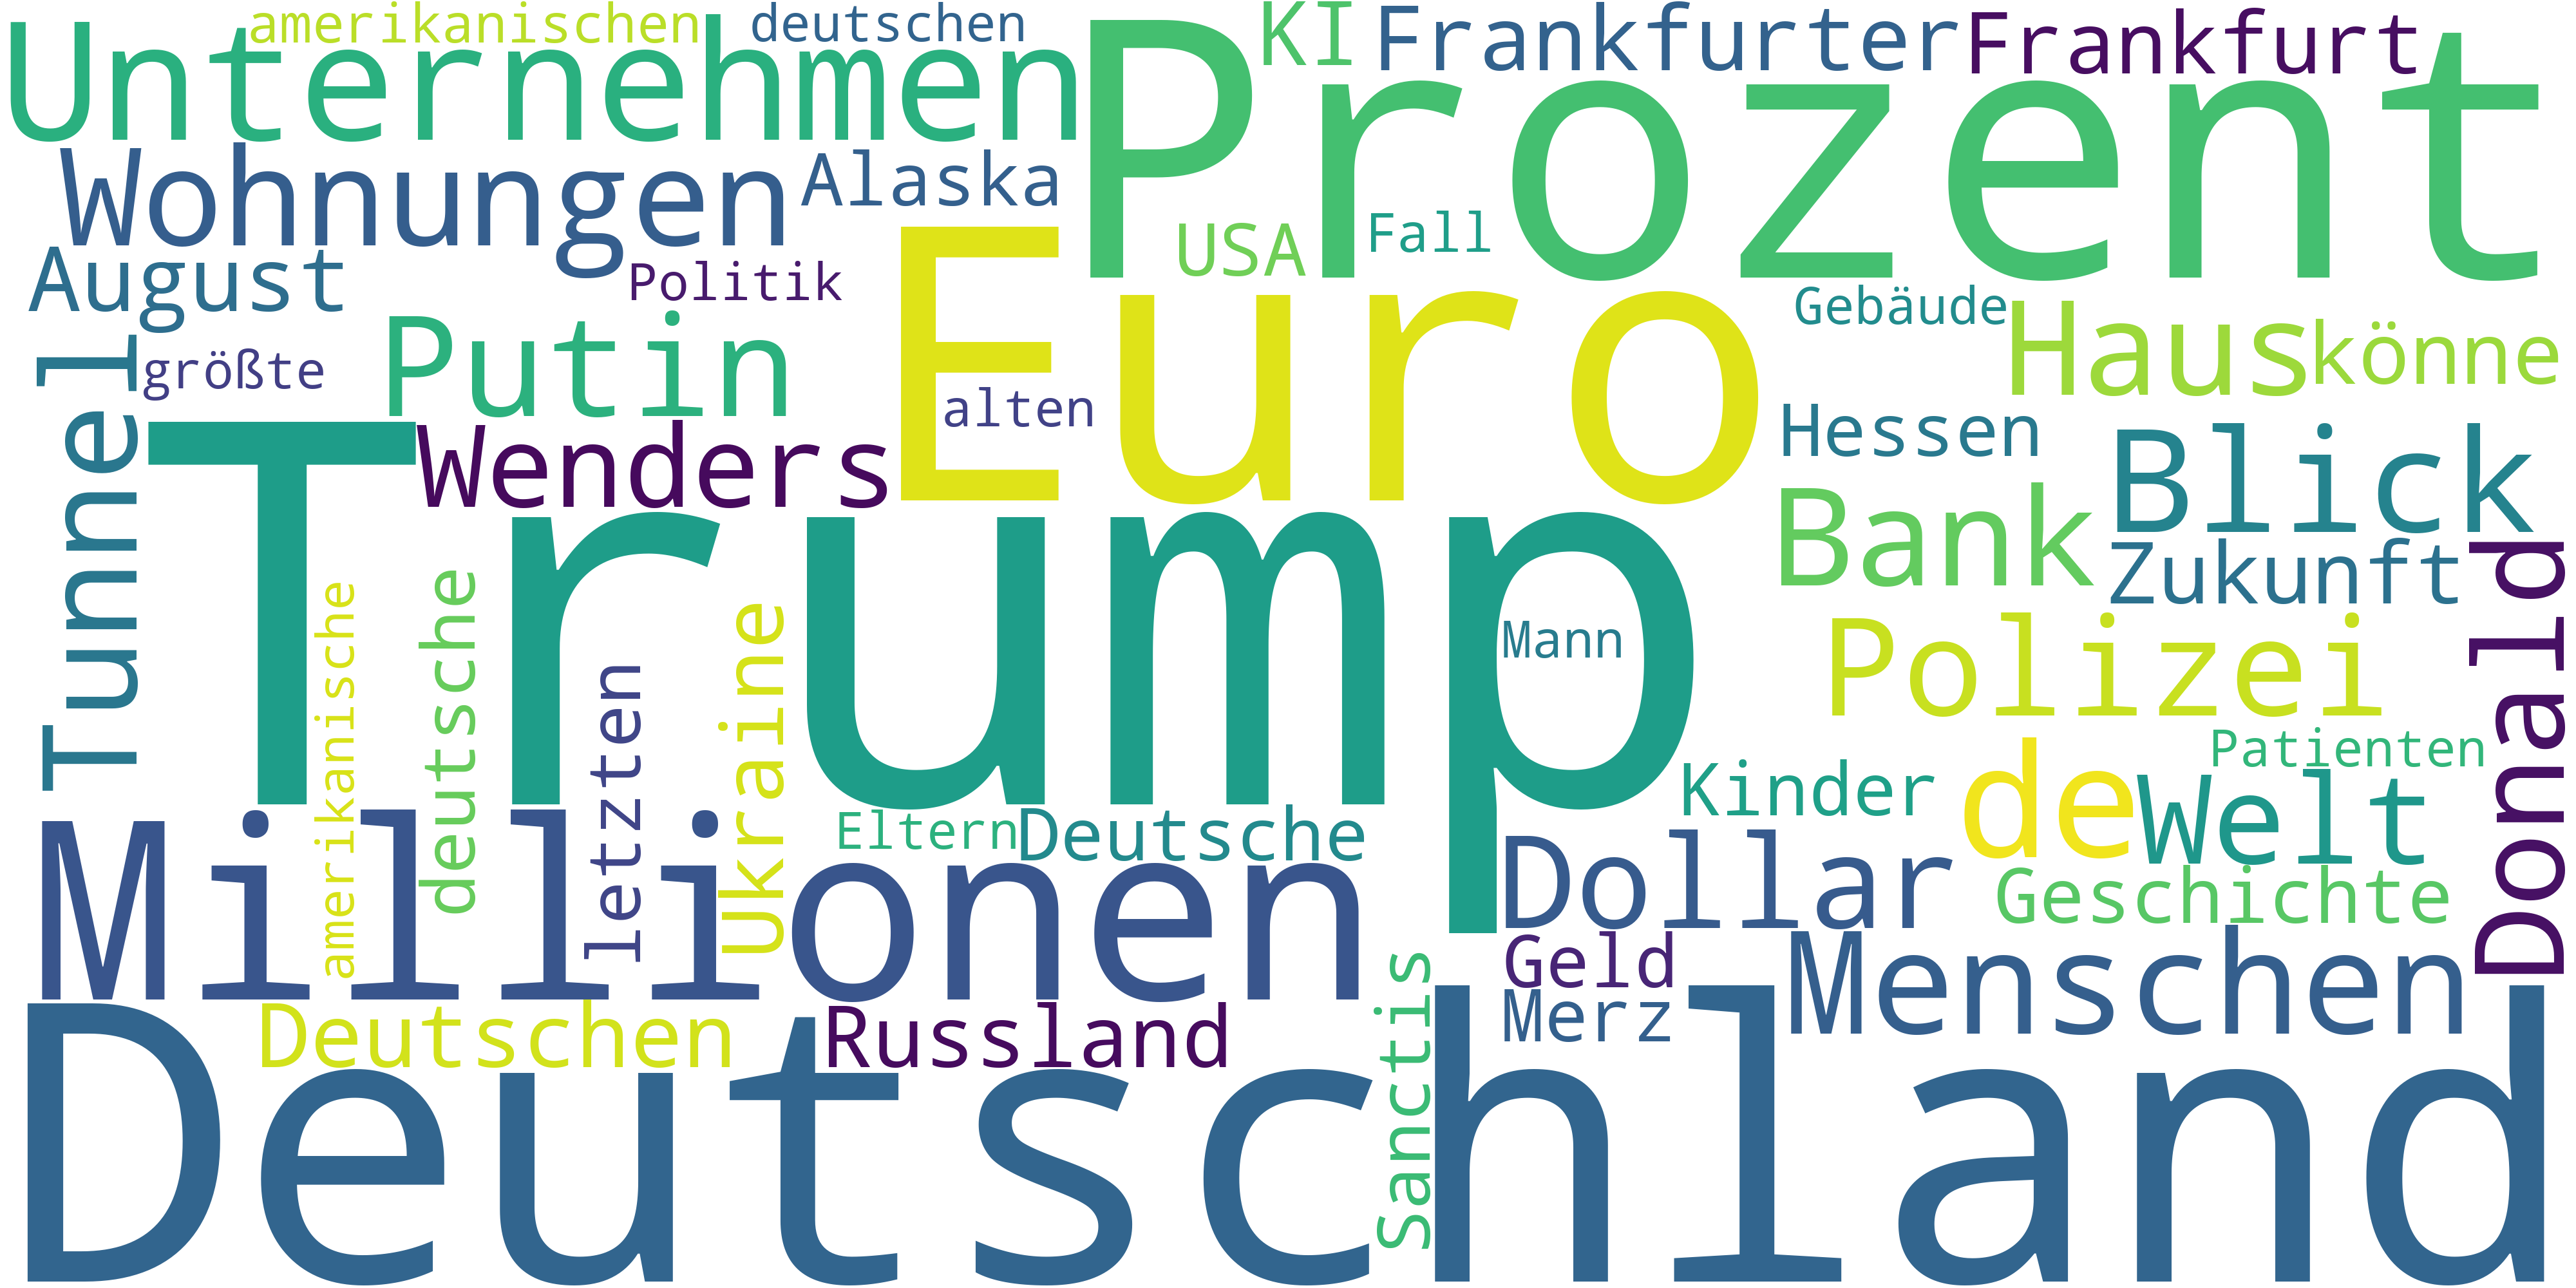 amerikanischen
deutschen
KI
Frankfurter
Frankfurt
Unternehmen
Prozent
Wohnungen
Alaska
USA
Fall
August
Politik
Euro
Gebäude
Haus
könne
Tunnel
größte
Putin
alten
Hessen
Blick
Trump
Wenders
Bank
Zukunft
Donald
Mann
Polizei
amerikanische
deutsche
letzten
Ukraine
Patienten
Kinder
de
Welt
Millionen
Eltern
Deutsche
Dollar
Geschichte
Geld
Menschen
Merz
Sanctis
Deutschen
Russland
Deutschland